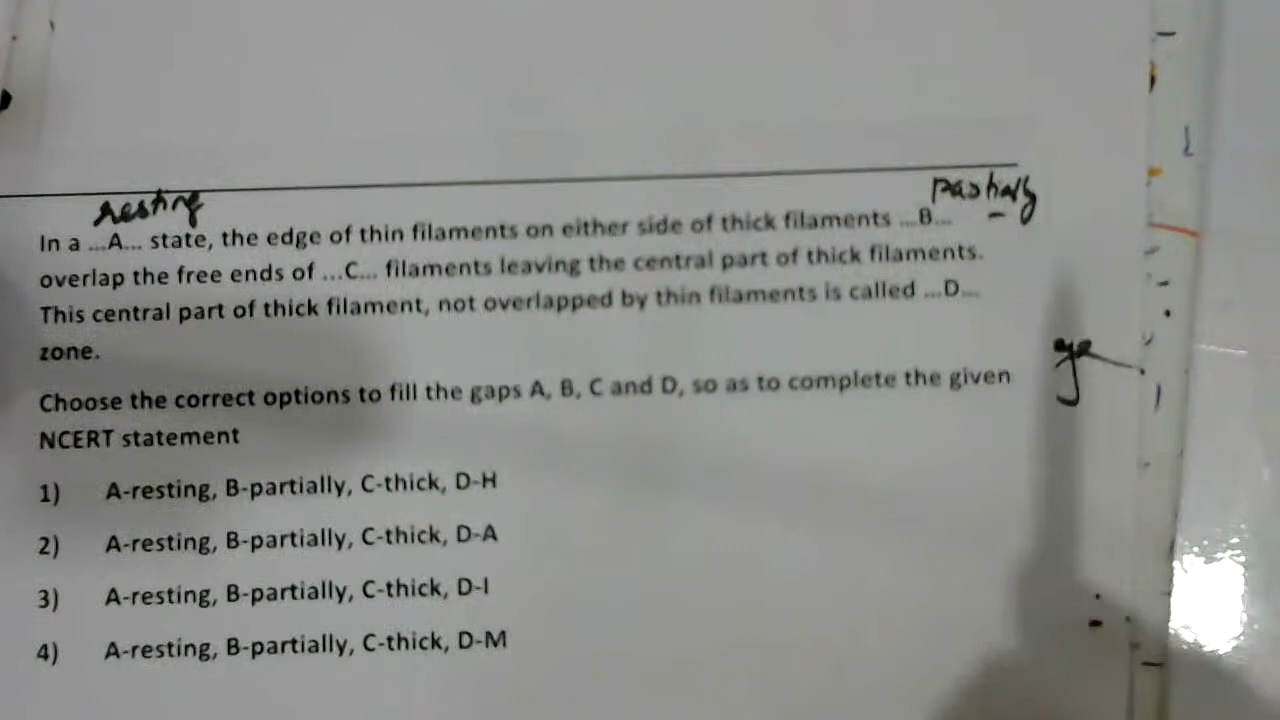 resting
partially
In a ...A... state, the edge of thin filaments on either side of thick filaments ...B...
overlap the free ends of ...C... filaments leaving the central part of thick filaments.
This central part of thick filament, not overlapped by thin filaments is called ...D...
zone.
Choose the correct options to fill the gaps A, B, C and D, so as to complete the given
NCERT statement
1) A-resting, B-partially, C-thick, D-H
2) A-resting, B-partially, C-thick, D-A
3) A-resting, B-partially, C-thick, D-I
4) A-resting, B-partially, C-thick, D-M